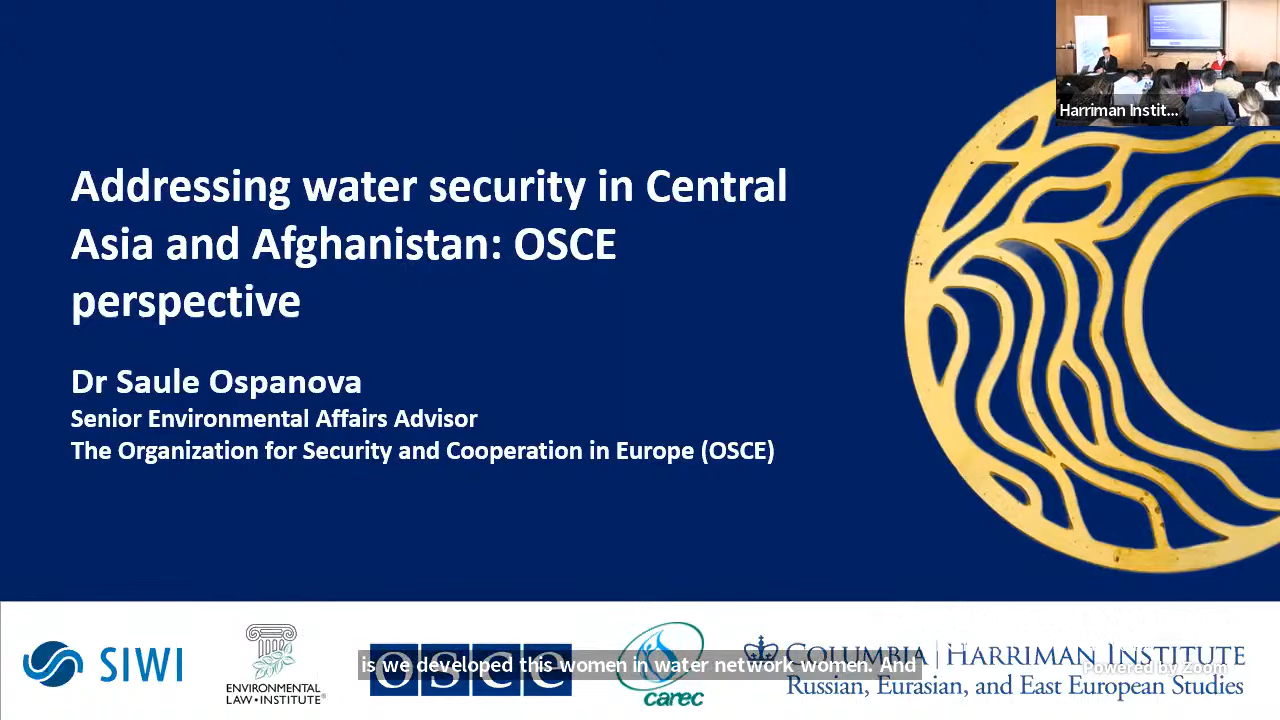 Harriman Instit...
Addressing water security in Central
Asia and Afghanistan: OSCE
perspective
Dr Saule Ospanova
Senior Environmental Affairs Advisor
The Organization for Security and Cooperation in Europe (OSCE)
SIWI
ENVIRONMENTAL
LAW•INSTITUTE®
OSCE
carec
COLUMBIA | HARRIMAN INSTITUTE
Russian, Eurasian, and East European Studies
is we developed this women in water network women. And
Powered by Zoom